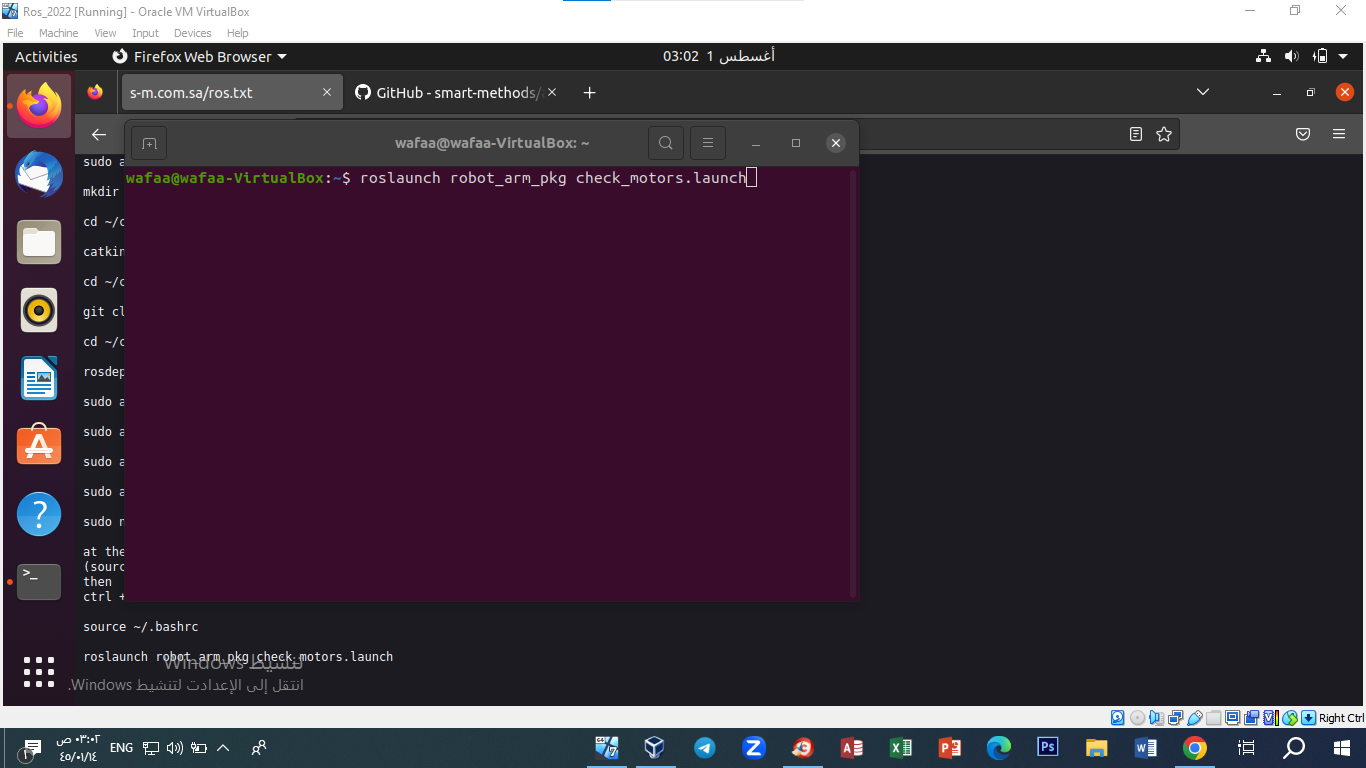 Ros_2022 [Running] - Oracle VM VirtualBox
File Machine View Input Devices Help
Activities Firefox Web Browser 03:02 1 أغسطس
s-m.com.sa/ros.txt GitHub - smart-methods/
wafaa@wafaa-VirtualBox: ~
wafaa@wafaa-VirtualBox:~$ roslaunch robot_arm_pkg check_motors.launch
sudo a
mkdir
cd ~/c
catkin
cd ~/c
git cl
cd ~/c
rosdep
sudo a
sudo a
sudo a
sudo a
sudo n
at the
(sourc
then
ctrl +
source ~/.bashrc
roslaunch robot_arm_pkg check_motors.launch
تنشيط Windows
انتقل إلى الإعدادت لتنشيط Windows.
Right Ctrl
٠٣:٠٢ ص
ENG
٤٥/٠١/١٤